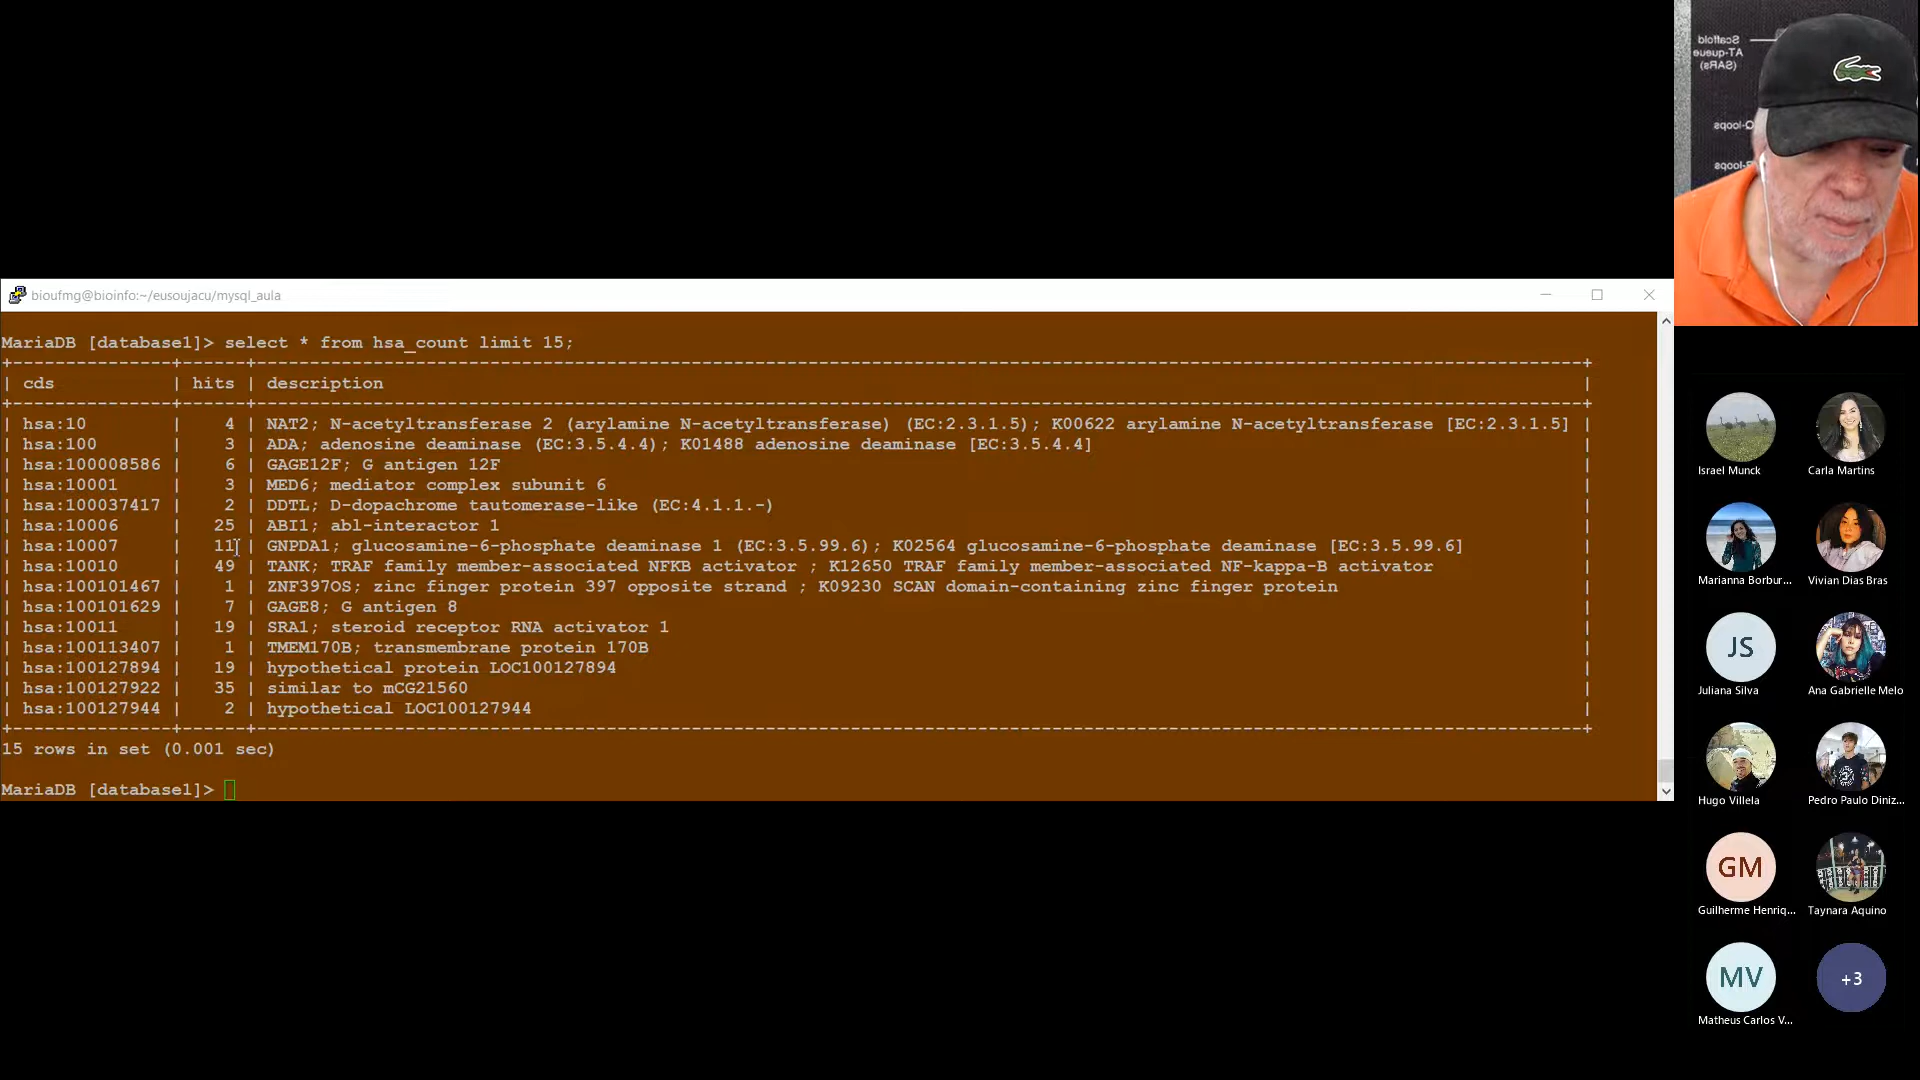 bioufmg@bioinfo:~/eusoujacu/mysql_aula
MariaDB [database1]> select * from hsa_count limit 15;
| cds | hits | description |
| hsa:10 | 4 | NAT2; N-acetyltransferase 2 (arylamine N-acetyltransferase) (EC:2.3.1.5); K00622 arylamine N-acetyltransferase [EC:2.3.1.5] |
| hsa:100 | 3 | ADA; adenosine deaminase (EC:3.5.4.4); K01488 adenosine deaminase [EC:3.5.4.4] |
| hsa:100008586 | 6 | GAGE12F; G antigen 12F |
| hsa:10001 | 3 | MED6; mediator complex subunit 6 |
| hsa:100037417 | 2 | DDTL; D-dopachrome tautomerase-like (EC:4.1.1.-) |
| hsa:10006 | 25 | ABI1; abl-interactor 1 |
| hsa:10007 | 11 | GNPDA1; glucosamine-6-phosphate deaminase 1 (EC:3.5.99.6); K02564 glucosamine-6-phosphate deaminase [EC:3.5.99.6] |
| hsa:10010 | 49 | TANK; TRAF family member-associated NFKB activator ; K12650 TRAF family member-associated NF-kappa-B activator |
| hsa:100101467 | 1 | ZNF397OS; zinc finger protein 397 opposite strand ; K09230 SCAN domain-containing zinc finger protein |
| hsa:100101629 | 7 | GAGE8; G antigen 8 |
| hsa:10011 | 19 | SRA1; steroid receptor RNA activator 1 |
| hsa:100113407 | 1 | TMEM170B; transmembrane protein 170B |
| hsa:100127894 | 19 | hypothetical protein LOC100127894 |
| hsa:100127922 | 35 | similar to mCG21560 |
| hsa:100127944 | 2 | hypothetical LOC100127944 |
15 rows in set (0.001 sec)
MariaDB [database1]>
Scaffold
AT-queue
(SARs)
Q-loops
loops
Israel Munck
Carla Martins
Marianna Borbur...
Vivian Dias Bras
JS
Juliana Silva
Ana Gabrielle Melo
Hugo Villela
Pedro Paulo Diniz...
GM
Guilherme Henriq...
Taynara Aquino
MV
Matheus Carlos V...
+3